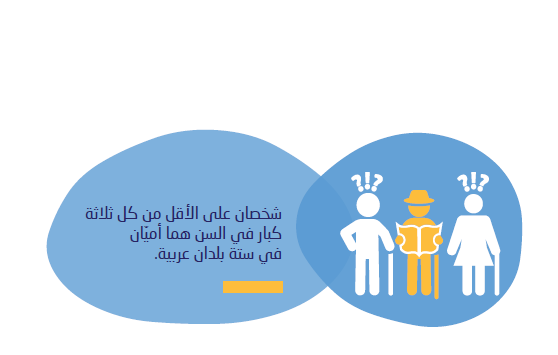 ؟!؟
؟!؟
شخصان على الأقل من كل ثلاثة
كبار في السن هما أميّان
في ستة بلدان عربية.